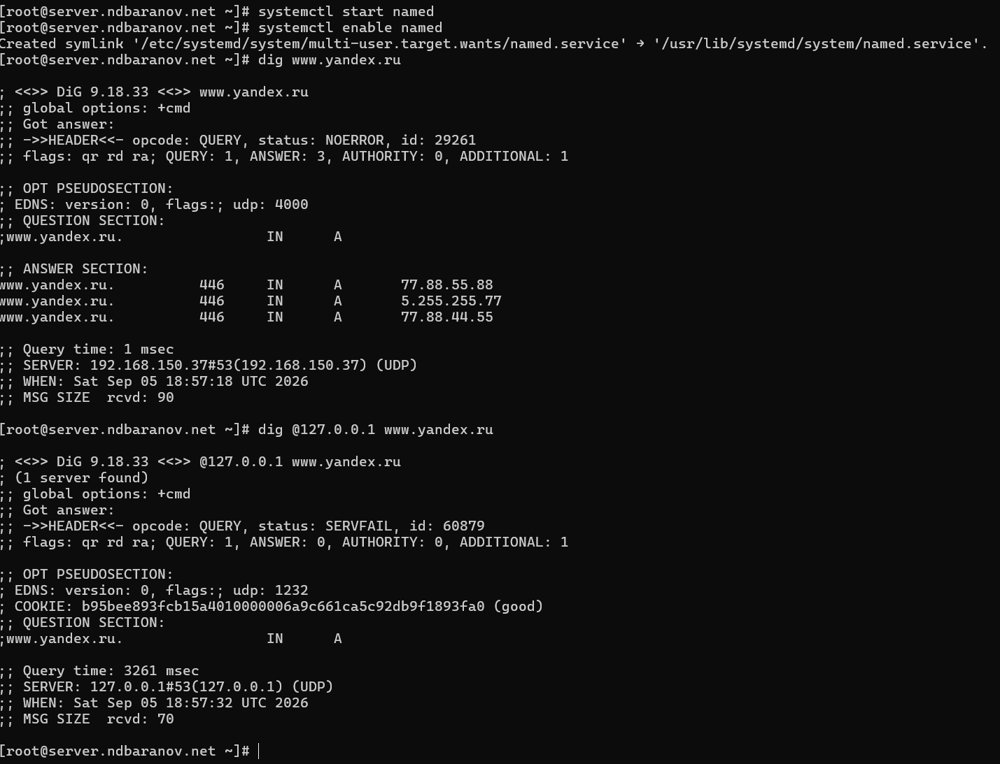 [root@server.ndbaranov.net ~]# systemctl start named
[root@server.ndbaranov.net ~]# systemctl enable named
Created symlink '/etc/systemd/system/multi-user.target.wants/named.service' → '/usr/lib/systemd/system/named.service'.
[root@server.ndbaranov.net ~]# dig www.yandex.ru
; <<>> DiG 9.18.33 <<>> www.yandex.ru
;; global options: +cmd
;; Got answer:
;; ->>HEADER<<- opcode: QUERY, status: NOERROR, id: 29261
;; flags: qr rd ra; QUERY: 1, ANSWER: 3, AUTHORITY: 0, ADDITIONAL: 1
;; OPT PSEUDOSECTION:
; EDNS: version: 0, flags:; udp: 4000
;; QUESTION SECTION:
;www.yandex.ru. IN A
;; ANSWER SECTION:
www.yandex.ru. 446 IN A 77.88.55.88
www.yandex.ru. 446 IN A 5.255.255.77
www.yandex.ru. 446 IN A 77.88.44.55
;; Query time: 1 msec
;; SERVER: 192.168.150.37#53(192.168.150.37) (UDP)
;; WHEN: Sat Sep 05 18:57:18 UTC 2026
;; MSG SIZE  rcvd: 90
[root@server.ndbaranov.net ~]# dig @127.0.0.1 www.yandex.ru
; <<>> DiG 9.18.33 <<>> @127.0.0.1 www.yandex.ru
; (1 server found)
;; global options: +cmd
;; Got answer:
;; ->>HEADER<<- opcode: QUERY, status: SERVFAIL, id: 60879
;; flags: qr rd ra; QUERY: 1, ANSWER: 0, AUTHORITY: 0, ADDITIONAL: 1
;; OPT PSEUDOSECTION:
; EDNS: version: 0, flags:; udp: 1232
; COOKIE: b95bee893fcb15a4010000006a9c661ca5c92db9f1893fa0 (good)
;; QUESTION SECTION:
;www.yandex.ru. IN A
;; Query time: 3261 msec
;; SERVER: 127.0.0.1#53(127.0.0.1) (UDP)
;; WHEN: Sat Sep 05 18:57:32 UTC 2026
;; MSG SIZE  rcvd: 70
[root@server.ndbaranov.net ~]#